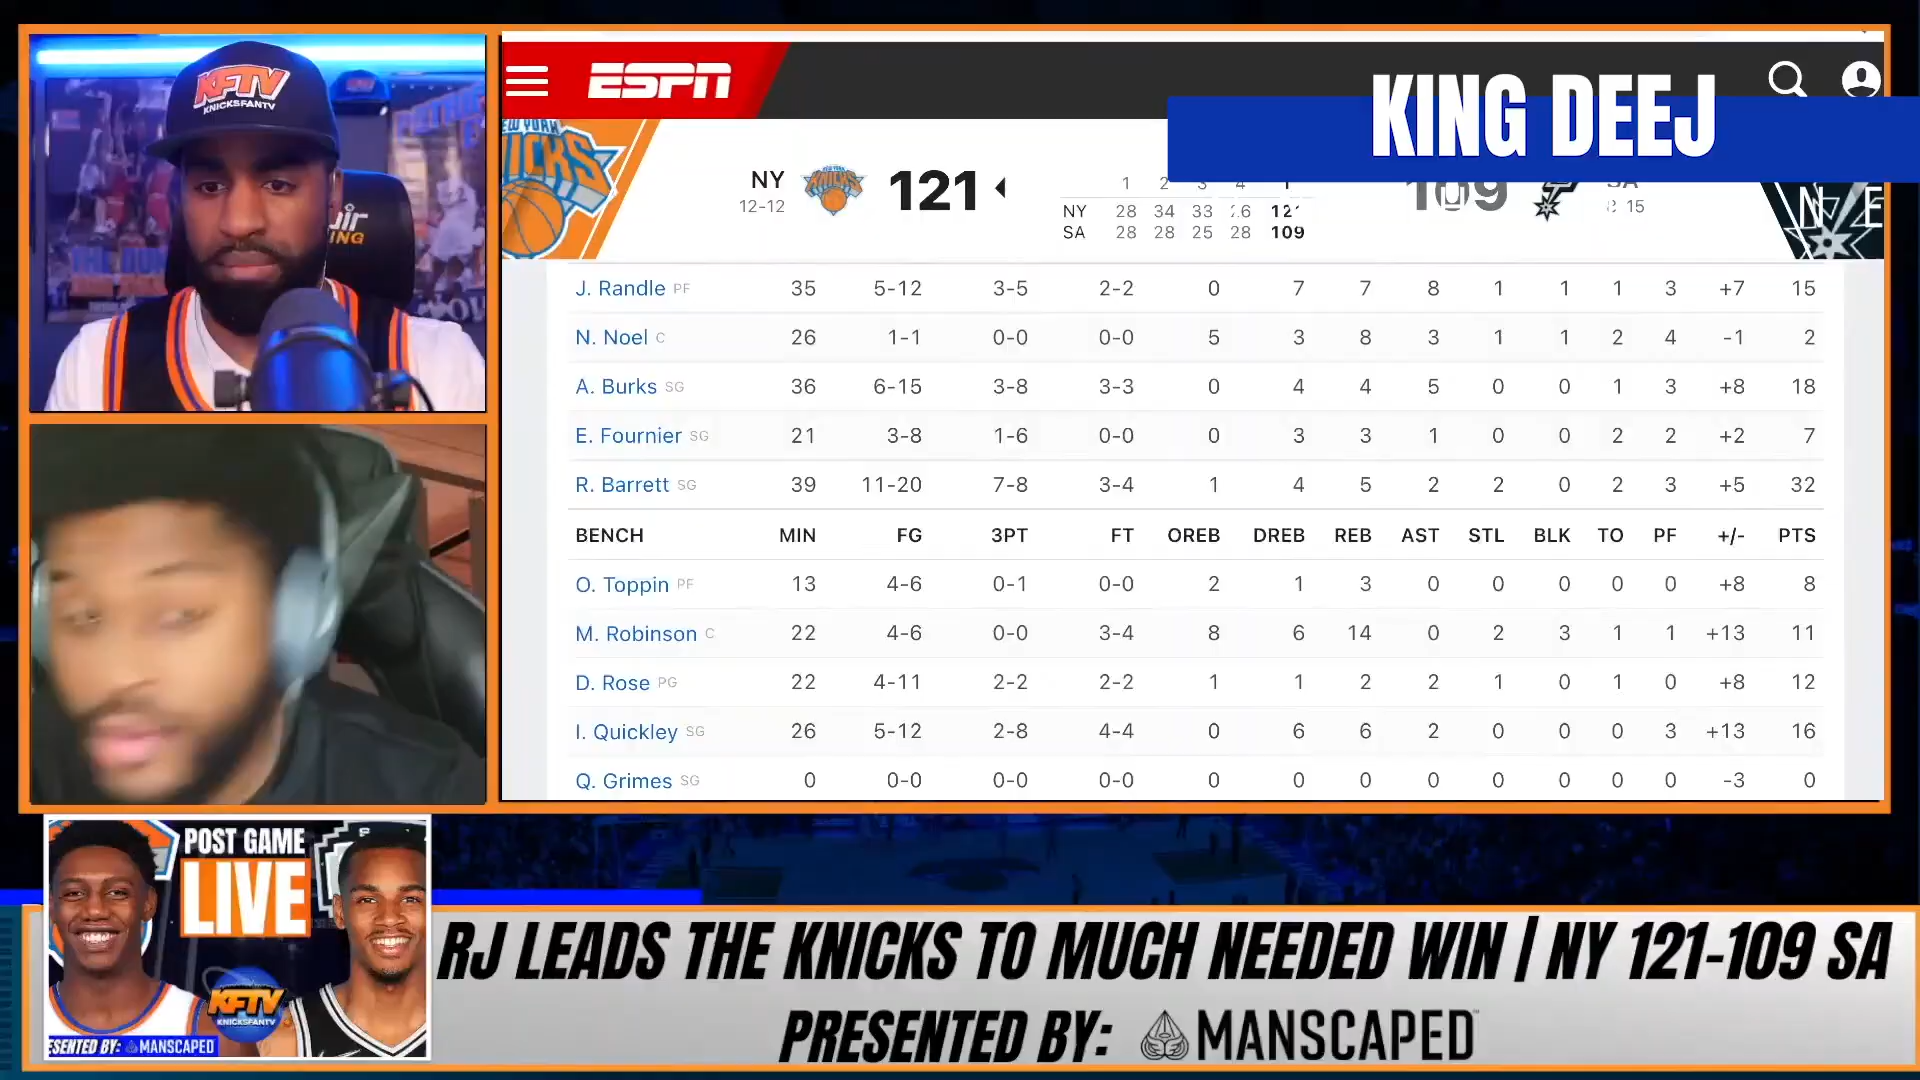 KFTV
KNICKSFANTV
ESPN
KING DEEJ
NEW YORK
KNICKS
NY
12-12
121
109
SA
15
1 2 3 4
NY 28 34 33 26
SA 28 28 25 28 109
J. Randle PF 35 5-12 3-5 2-2 0 7 7 8 1 1 1 3 +7 15
N. Noel C 26 1-1 0-0 0-0 5 3 8 3 1 1 2 4 -1 2
A. Burks SG 36 6-15 3-8 3-3 0 4 4 5 0 0 1 3 +8 18
E. Fournier SG 21 3-8 1-6 0-0 0 3 3 1 0 0 2 2 +2 7
R. Barrett SG 39 11-20 7-8 3-4 1 4 5 2 2 0 2 3 +5 32
BENCH MIN FG 3PT FT OREB DREB REB AST STL BLK TO PF +/- PTS
O. Toppin PF 13 4-6 0-1 0-0 2 1 3 0 0 0 0 0 +8 8
M. Robinson C 22 4-6 0-0 3-4 8 6 14 0 2 3 1 1 +13 11
D. Rose PG 22 4-11 2-2 2-2 1 1 2 2 1 0 1 0 +8 12
I. Quickley SG 26 5-12 2-8 4-4 0 6 6 2 0 0 0 3 +13 16
Q. Grimes SG 0 0-0 0-0 0-0 0 0 0 0 0 0 0 0 -3 0
POST GAME
LIVE
KFTV
KNICKSFANTV
ESENTED BY: MANSCAPED
RJ LEADS THE KNICKS TO MUCH NEEDED WIN | NY 121-109 SA
PRESENTED BY: MANSCAPED